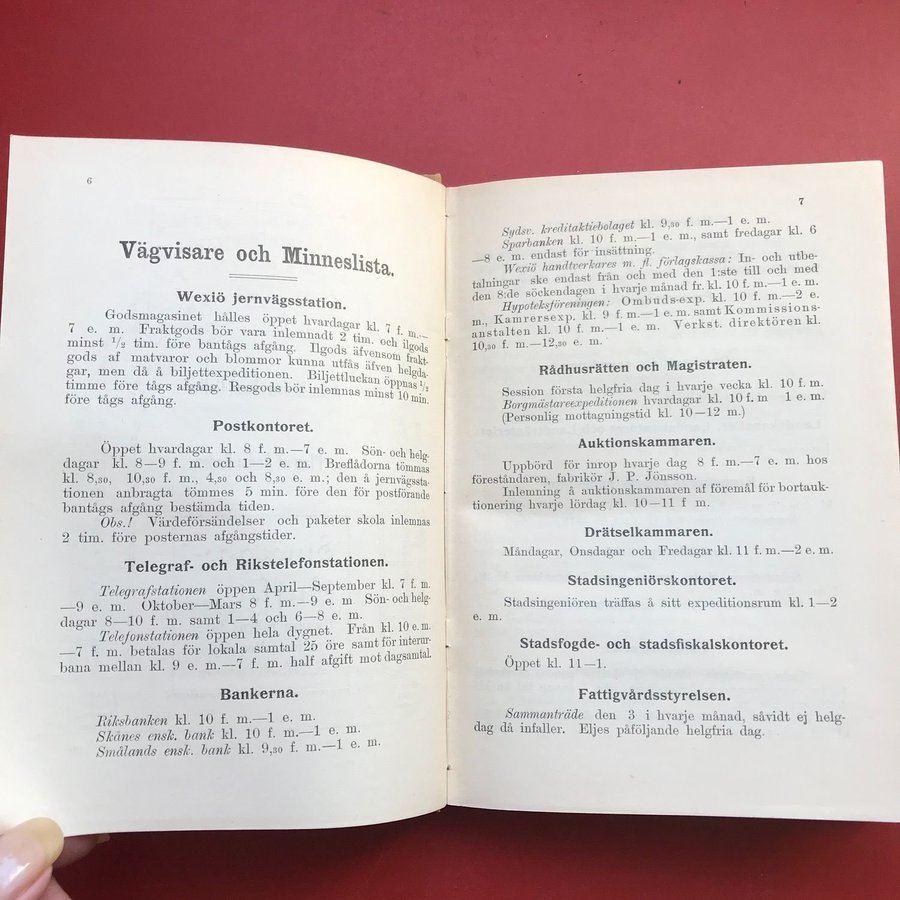 6
Vägvisare och Minneslista.
Wexiö jernvägsstation.
Godsmagasinet hålles öppet hvardagar kl. 7 f. m.—
7 e. m. Fraktgods bör vara inlemnadt 2 tim. och ilgods
minst 1/2 tim. före bantågs afgång. Ilgods äfvensom frakt-
gods af matvaror och blommor kunna utfås äfven helgda-
gar, men då å biljettexpeditionen. Biljettluckan öppnas 1/2
timme före tågs afgång. Resgods bör inlemnas minst 10 min.
före tågs afgång.
Postkontoret.
Öppet hvardagar kl. 8 f. m.—7 e. m. Sön- och helg-
dagar kl. 8—9 f. m. och 1—2 e. m. Breflådorna tömmas
kl. 8,30, 10,30 f. m., 4,30 och 8,30 e. m.; den å jernvägssta-
tionen anbragta tömmes 5 min. före den för postförande
bantågs afgång bestämda tiden.
Obs.! Värdeförsändelser och paketer skola inlemnas
2 tim. före posternas afgångstider.
Telegraf- och Rikstelefonstationen.
Telegrafstationen öppen April—September kl. 7 f. m.
—9 e. m. Oktober—Mars 8 f. m.—9 e. m. Sön- och helg-
dagar 8—10 f. m. samt 1—4 och 6—8 e. m.
Telefonstationen öppen hela dygnet. Från kl. 10 e. m.
—7 f. m. betalas för lokala samtal 25 öre samt för interur-
bana mellan kl. 9 e. m.—7 f. m. half afgift mot dagsamtal.
Bankerna.
Riksbanken kl. 10 f. m.—1 e. m.
Skånes ensk. bank kl. 10 f. m.—1 e. m.
Smålands ensk. bank kl. 9,30 f. m.—1 e. m.
7
Sydsv. kreditaktiebolaget kl. 9,30 f. m.—1 e. m.
Sparbanken kl. 10 f. m.—1 e. m., samt fredagar kl. 6
—8 e. m. endast för insättning.
Wexiö handtverkares m. fl. förlagskassa: In- och utbe-
talningar ske endast från och med den 1:ste till och med
den 8:de söckendagen i hvarje månad fr. kl. 10 f. m.—1 e. m.
Hypoteksföreningen: Ombuds-exp. kl. 10 f. m.—2 e.
m., Kamrersexp. kl. 9 f. m.—1 e. m. samt Kommissions-
anstalten kl. 10 f. m.—1 e. m. Verkst. direktören kl.
10,30 f. m.—12,30 e. m.
Rådhusrätten och Magistraten.
Session första helgfria dag i hvarje vecka kl. 10 f. m.
Borgmästareexpeditionen hvardagar kl. 10 f. m 1 e. m.
(Personlig mottagningstid kl. 10—12 m.)
Auktionskammaren.
Uppbörd för inrop hvarje dag 8 f. m.—7 e. m. hos
föreståndaren, fabrikör J. P. Jönsson.
Inlemning å auktionskammaren af föremål för bortauk-
tionering hvarje lördag kl. 10—11 f m.
Drätselkammaren.
Måndagar, Onsdagar och Fredagar kl. 11 f. m.—2 e. m.
Stadsingeniörskontoret.
Stadsingeniören träffas å sitt expeditionsrum kl. 1—2
e. m.
Stadsfogde- och stadsfiskalskontoret.
Öppet kl. 11—1.
Fattigvårdsstyrelsen.
Sammanträde den 3 i hvarje månad, såvidt ej helg-
dag då infaller. Eljes påföljande helgfria dag.